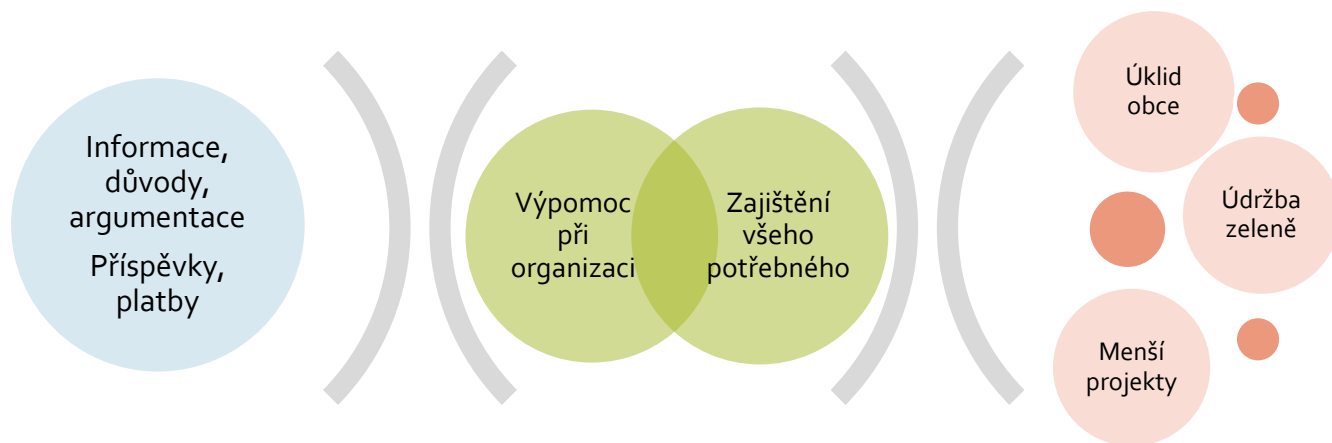 Informace,
důvody,
argumentace
Příspěvky,
platby
Výpomoc
při
organizaci
Zajištění
všeho
potřebného
Úklid
obce
Údržba
zeleně
Menší
projekty